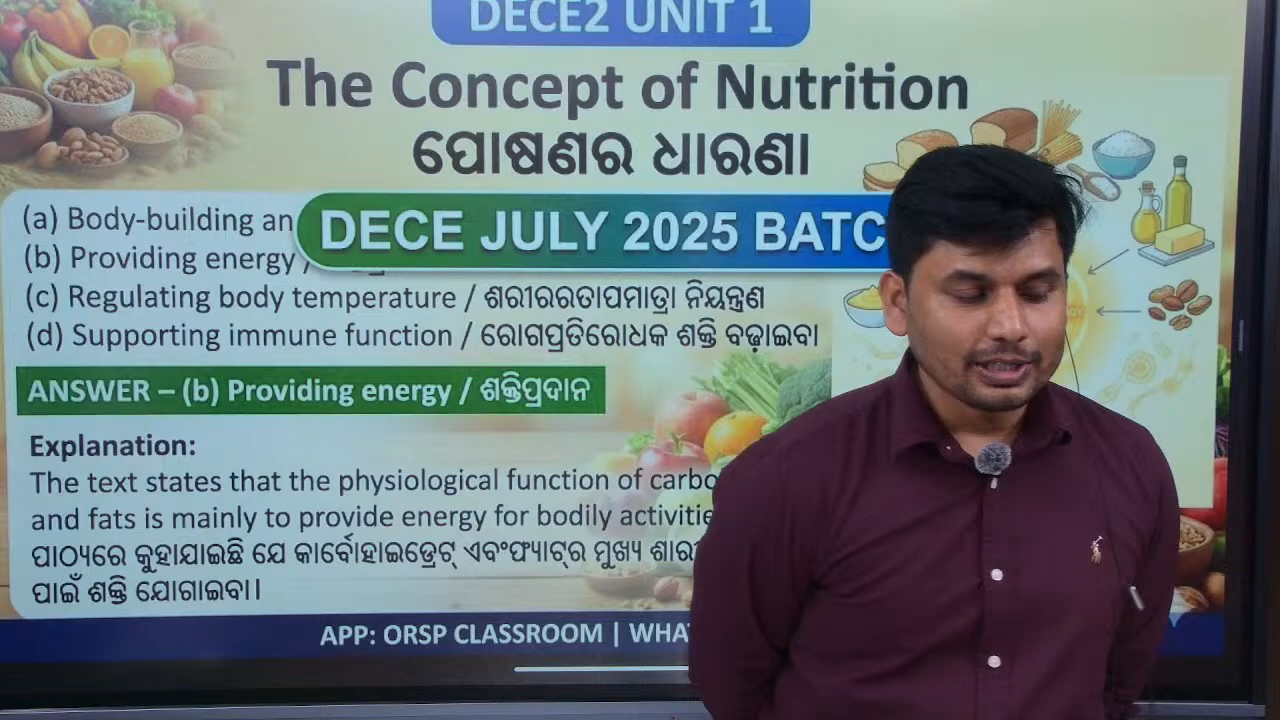 DECE2 UNIT 1
The Concept of Nutrition
ପୋଷଣର ଧାରଣା
(a) Body-building an
DECE JULY 2025 BATC
(b) Providing energy /
(c) Regulating body temperature / ଶରୀରରତାପମାତ୍ରା ନିୟନ୍ତ୍ରଣ
(d) Supporting immune function / ରୋଗପ୍ରତିରୋଧକ ଶକ୍ତି ବଢ଼ାଇବା
ANSWER – (b) Providing energy / ଶକ୍ତିପ୍ରଦାନ
Explanation:
The text states that the physiological function of carbo
and fats is mainly to provide energy for bodily activitie
ପାଠ୍ୟରେ କୁହାଯାଇଛି ଯେ କାର୍ବୋହାଇଡ୍ରେଟ୍ ଏବଂଫ୍ୟାଟ୍‌ର ମୁଖ୍ୟ ଶାରୀ
ପାଇଁ ଶକ୍ତି ଯୋଗାଇବା।
APP: ORSP CLASSROOM | WHA